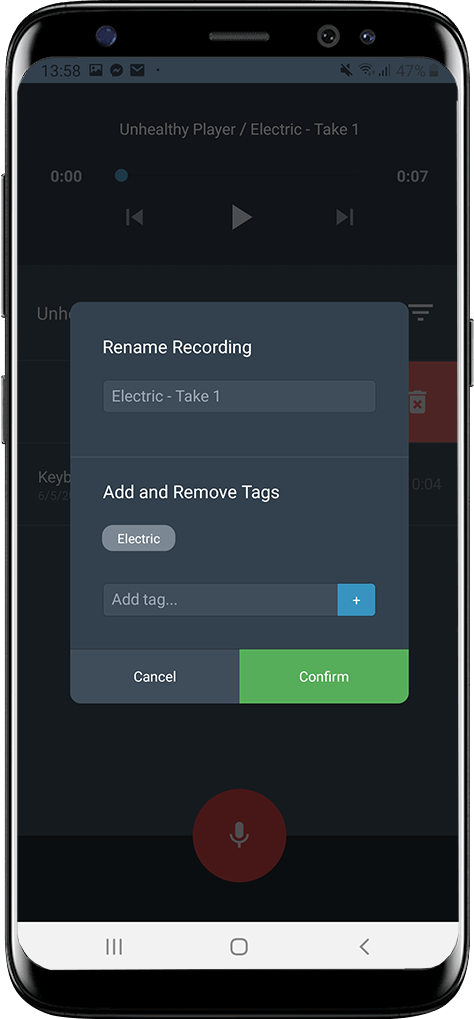 13:58
47%
Unhealthy Player / Electric - Take 1
0:00
0:07
Unhe
Rename Recording
Electric - Take 1
Keyb
6/5/20
0:04
Add and Remove Tags
Electric
Add tag...
+
Cancel
Confirm